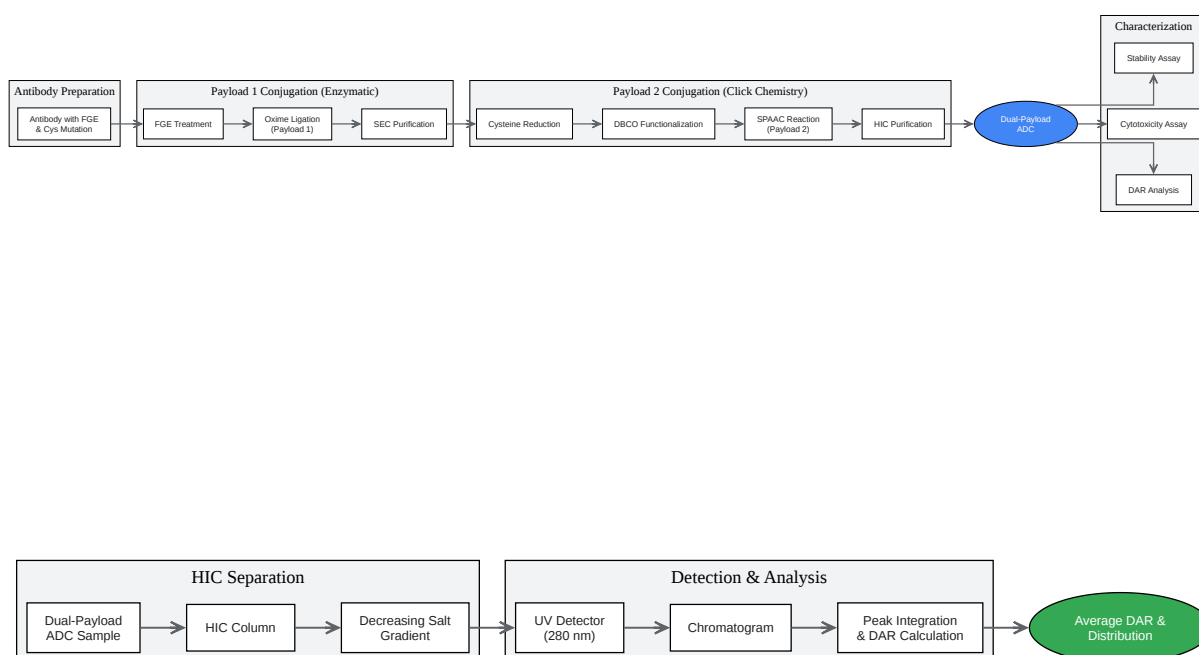 Antibody Preparation
Antibody with FGE
& Cys Mutation
Payload 1 Conjugation (Enzymatic)
FGE Treatment
Oxime Ligation
(Payload 1)
SEC Purification
Payload 2 Conjugation (Click Chemistry)
Cysteine Reduction
DBCO Functionalization
SPAAC Reaction
(Payload 2)
HIC Purification
Dual-Payload
ADC
Characterization
Stability Assay
Cytotoxicity Assay
DAR Analysis
HIC Separation
Dual-Payload
ADC Sample
HIC Column
Decreasing Salt
Gradient
Detection & Analysis
UV Detector
(280 nm)
Chromatogram
Peak Integration
& DAR Calculation
Average DAR &
Distribution